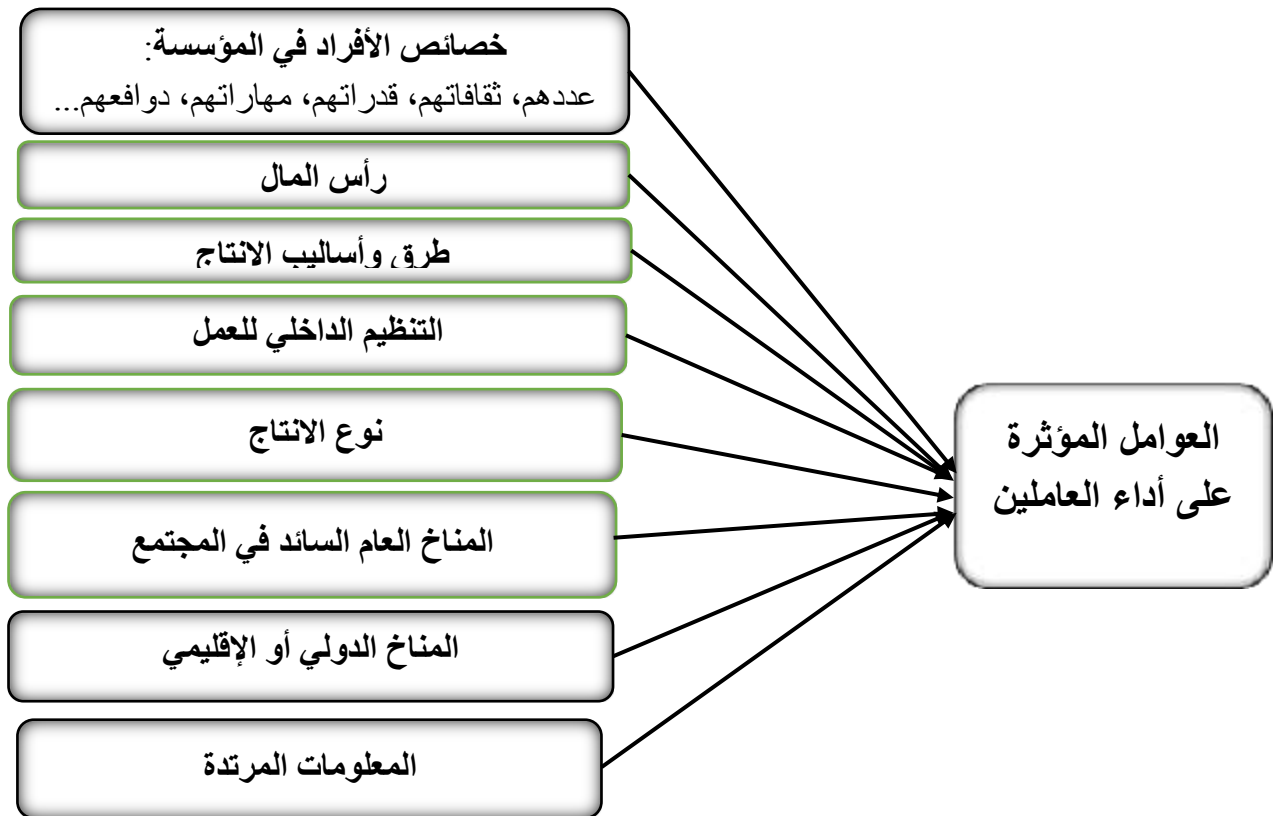 خصائص الأفراد في المؤسسة:
عددهم، ثقافاتهم، قدراتهم، مهاراتهم، دوافعهم...
رأس المال
طرق وأساليب الانتاج
التنظيم الداخلي للعمل
نوع الانتاج
المناخ العام السائد في المجتمع
المناخ الدولي أو الإقليمي
المعلومات المرتدة
العوامل المؤثرة
على أداء العاملين